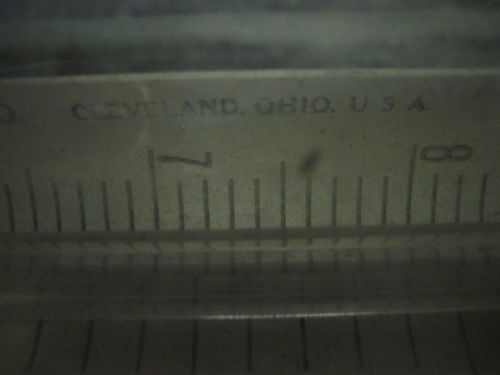 O. CLEVELAND, OHIO. U S A
7 8